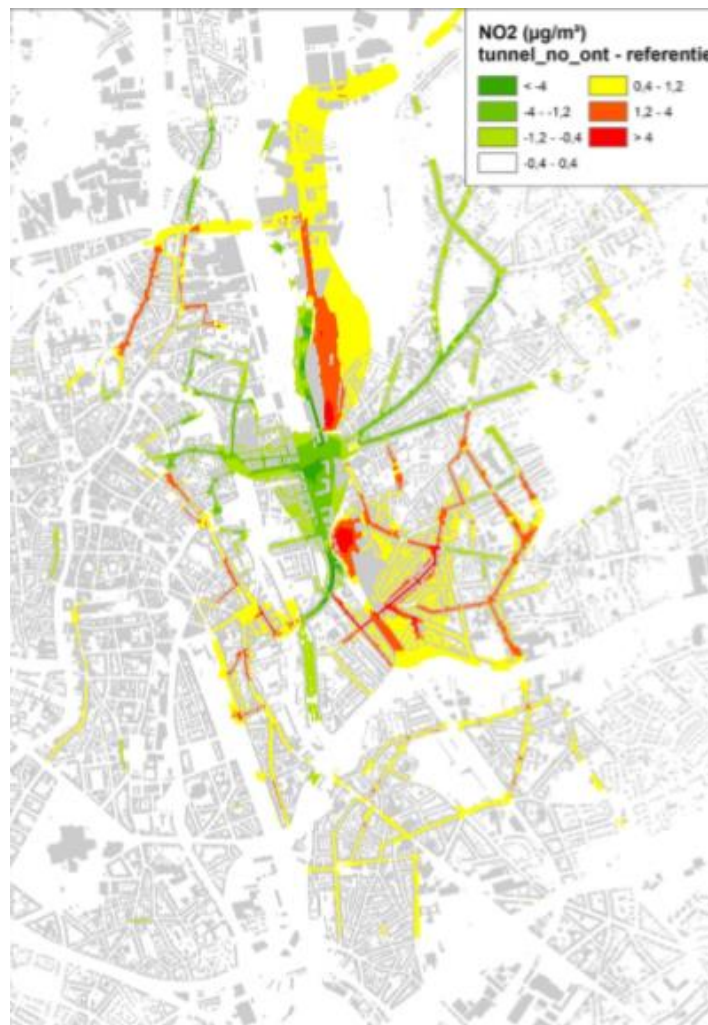 NO2 (µg/m³)
tunnel_no_ont - referentie
< -4
-4 - -1,2
-1,2 - -0,4
-0,4 - 0,4
0,4 - 1,2
1,2 - 4
> 4